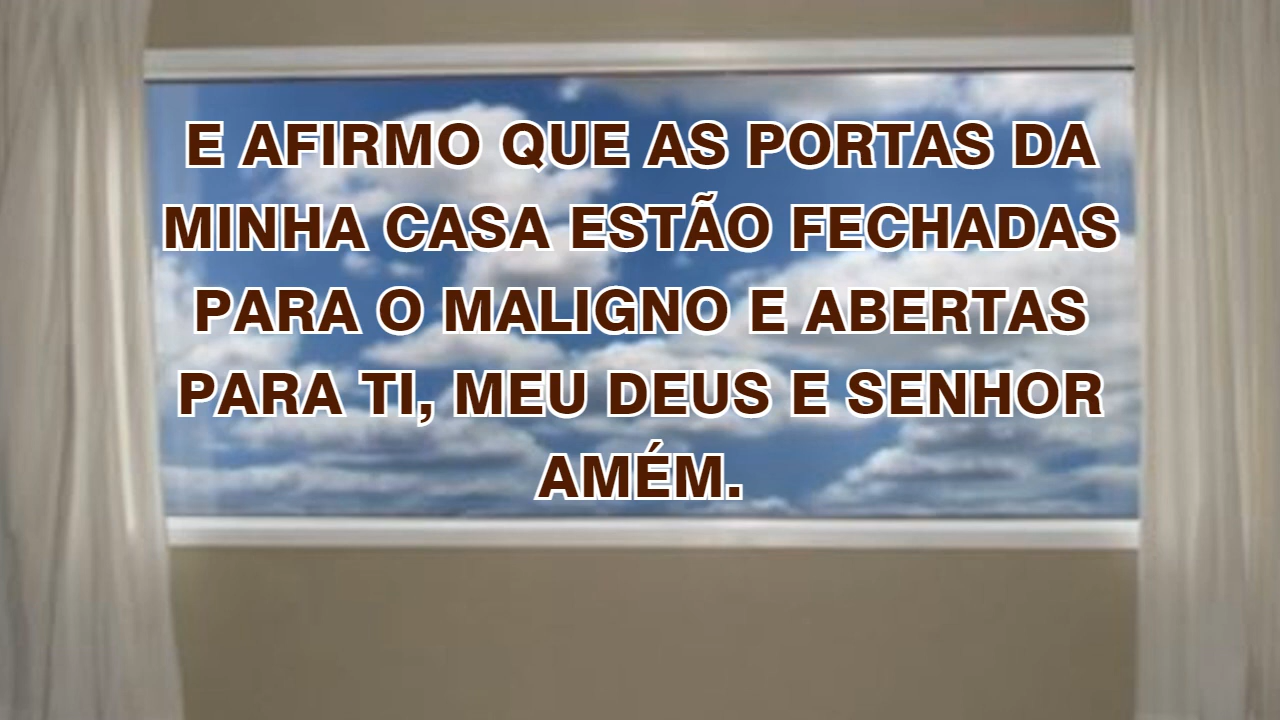 E AFIRMO QUE AS PORTAS DA
MINHA CASA ESTÃO FECHADAS
PARA O MALIGNO E ABERTAS
PARA TI, MEU DEUS E SENHOR
AMÉM.